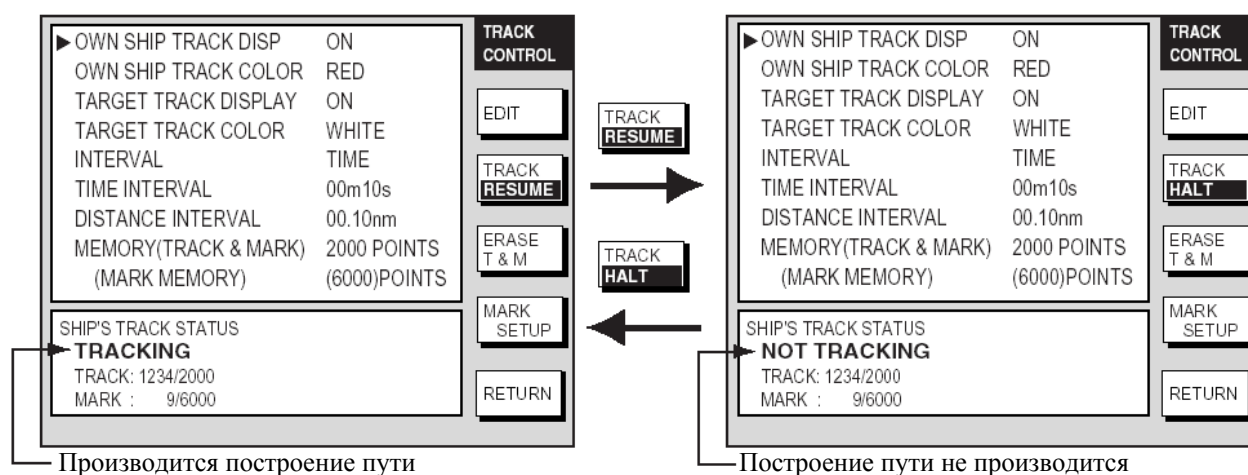 ▶ OWN SHIP TRACK DISP ON
OWN SHIP TRACK COLOR RED
TARGET TRACK DISPLAY ON
TARGET TRACK COLOR WHITE
INTERVAL TIME
TIME INTERVAL 00m10s
DISTANCE INTERVAL 00.10nm
MEMORY(TRACK & MARK) 2000 POINTS
(MARK MEMORY) (6000)POINTS
SHIP'S TRACK STATUS
TRACKING
TRACK: 1234/2000
MARK : 9/6000
TRACK
CONTROL
EDIT
TRACK
RESUME
ERASE
T & M
MARK
SETUP
RETURN
Производится построение пути
TRACK
RESUME
TRACK
HALT
▶ OWN SHIP TRACK DISP ON
OWN SHIP TRACK COLOR RED
TARGET TRACK DISPLAY ON
TARGET TRACK COLOR WHITE
INTERVAL TIME
TIME INTERVAL 00m10s
DISTANCE INTERVAL 00.10nm
MEMORY(TRACK & MARK) 2000 POINTS
(MARK MEMORY) (6000)POINTS
SHIP'S TRACK STATUS
NOT TRACKING
TRACK: 1234/2000
MARK : 9/6000
TRACK
CONTROL
EDIT
TRACK
HALT
ERASE
T & M
MARK
SETUP
RETURN
Построение пути не производится